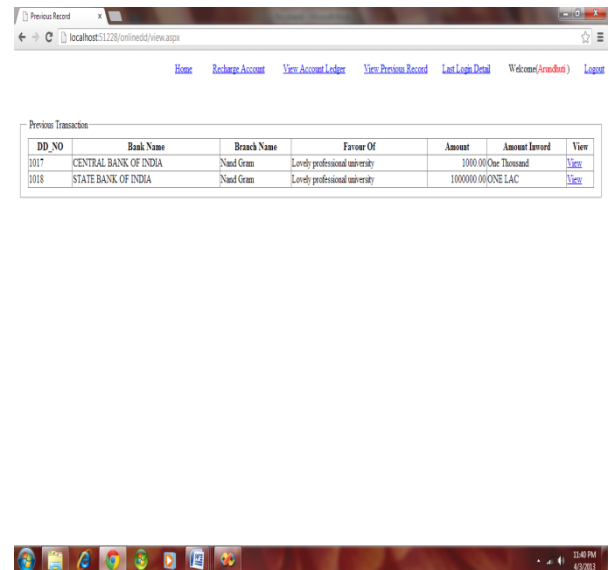 Previous Record x
localhost:51228/onlinedd/view.aspx
Home Recharge Account View Account Ledger View Previous Record Last Login Detail Welcome(Arundhuti ) Logout
Previous Transaction
DD_NO Bank Name Branch Name Favour Of Amount Amount Inword View
1017 CENTRAL BANK OF INDIA Nand Gram Lovely professional university 1000.00 One Thousand View
1018 STATE BANK OF INDIA Nand Gram Lovely professional university 1000000.00 ONE LAC View
11:40 PM
4/3/2013